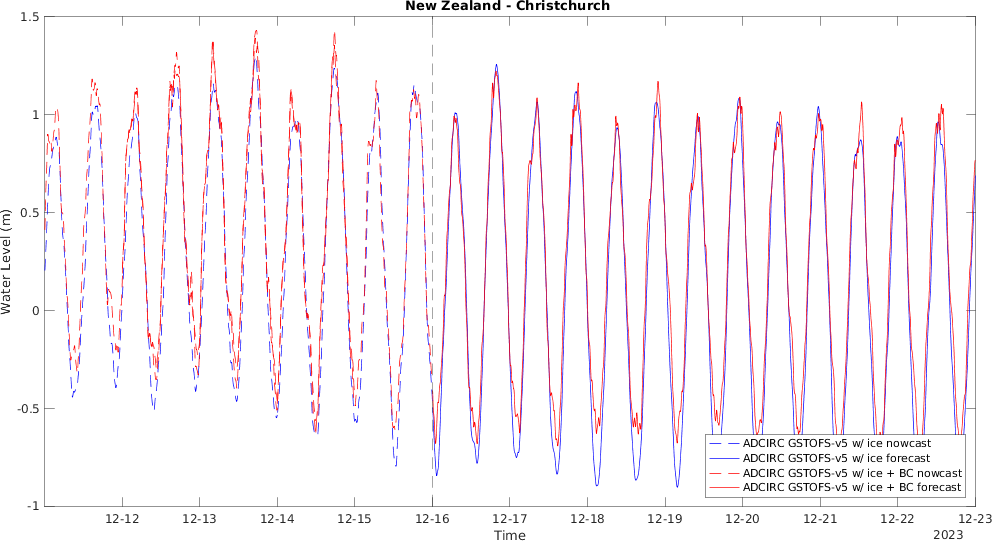 New Zealand - Christchurch
1.5
1
0.5
0
-0.5
-1
Water Level (m)
ADCIRC GSTOFS-v5 w/ ice nowcast
ADCIRC GSTOFS-v5 w/ ice forecast
ADCIRC GSTOFS-v5 w/ ice + BC nowcast
ADCIRC GSTOFS-v5 w/ ice + BC forecast
12-12 12-13 12-14 12-15 12-16 12-17 12-18 12-19 12-20 12-21 12-22 12-23
Time
2023